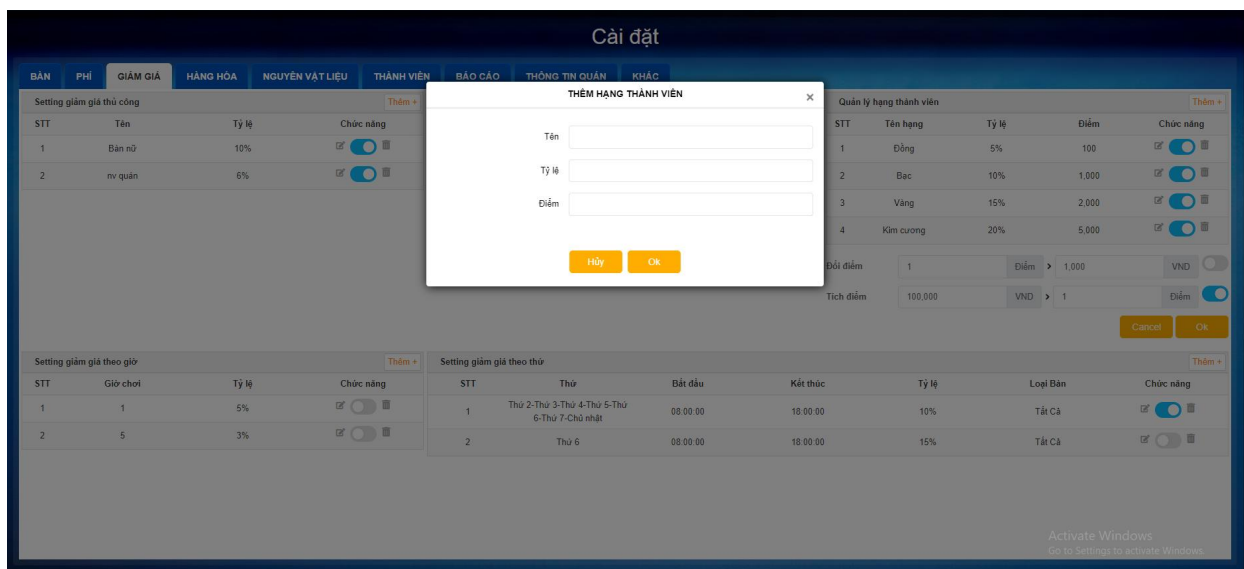 Cài đặt
BÀN PHÍ GIẢM GIÁ HÀNG HÓA NGUYÊN VẬT LIỆU THÀNH VIÊN BÁO CÁO THÔNG TIN QUÁN KHÁC
Setting giảm giá thủ công Thêm +
STT Tên Tỷ lệ Chức năng
1 Bàn nữ 10%
2 nv quán 6%
THÊM HẠNG THÀNH VIÊN ×
Tên
Tỷ lệ
Điểm
Hủy Ok
Quản lý hạng thành viên Thêm +
STT Tên hạng Tỷ lệ Điểm Chức năng
1 Đồng 5% 100
2 Bạc 10% 1,000
3 Vàng 15% 2,000
4 Kim cương 20% 5,000
Đổi điểm 1 Điểm > 1,000 VND
Tích điểm 100,000 VND > 1 Điểm
Cancel Ok
Setting giảm giá theo giờ Thêm +
STT Giờ chơi Tỷ lệ Chức năng
1 1 5%
2 5 3%
Setting giảm giá theo thứ Thêm +
STT Thứ Bắt đầu Kết thúc Tỷ lệ Loại Bàn Chức năng
1 Thứ 2-Thứ 3-Thứ 4-Thứ 5-Thứ
6-Thứ 7-Chủ nhật 08:00:00 18:00:00 10% Tất Cả
2 Thứ 6 08:00:00 18:00:00 15% Tất Cả
Activate Windows
Go to Settings to activate Windows.